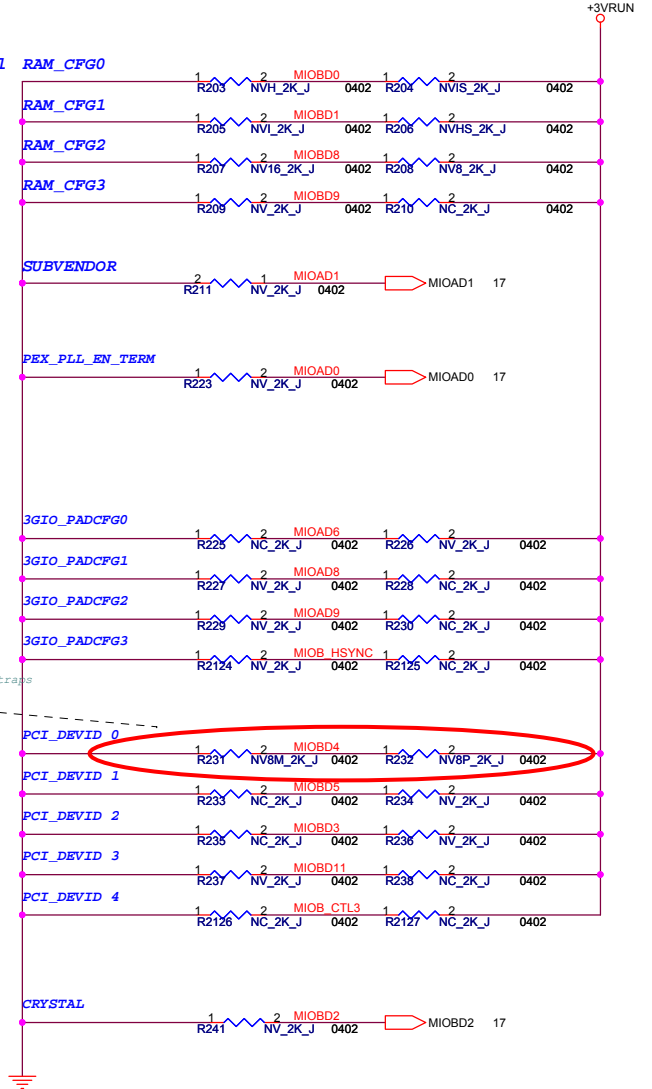 +3VRUN
1 RAM_CFG0
1 2 MIOBD0 1 2
R203 NVH_2K_J 0402 R204 NVIS_2K_J 0402
RAM_CFG1
1 2 MIOBD1 1 2
R205 NVI_2K_J 0402 R206 NVHS_2K_J 0402
RAM_CFG2
1 2 MIOBD8 1 2
R207 NV16_2K_J 0402 R208 NV8_2K_J 0402
RAM_CFG3
1 2 MIOBD9 1 2
R209 NV_2K_J 0402 R210 NC_2K_J 0402
SUBVENDOR
2 1 MIOAD1 MIOAD1 17
R211 NV_2K_J 0402
PEX_PLL_EN_TERM
1 2 MIOAD0 MIOAD0 17
R223 NV_2K_J 0402
3GIO_PADCFG0
1 2 MIOAD6 1 2
R225 NC_2K_J 0402 R226 NV_2K_J 0402
3GIO_PADCFG1
1 2 MIOAD8 1 2
R227 NV_2K_J 0402 R228 NC_2K_J 0402
3GIO_PADCFG2
1 2 MIOAD9 1 2
R229 NV_2K_J 0402 R230 NC_2K_J 0402
3GIO_PADCFG3
1 2 MIOB_HSYNC 1 2
R2124 NV_2K_J 0402 R2125 NC_2K_J 0402
traps
PCI_DEVID 0
1 2 MIOBD4 1 2
R231 NV8M_2K_J 0402 R232 NV8P_2K_J 0402
PCI_DEVID 1
1 2 MIOBD5 1 2
R233 NC_2K_J 0402 R234 NV_2K_J 0402
PCI_DEVID 2
1 2 MIOBD3 1 2
R235 NC_2K_J 0402 R236 NV_2K_J 0402
PCI_DEVID 3
1 2 MIOBD11 1 2
R237 NV_2K_J 0402 R238 NC_2K_J 0402
PCI_DEVID 4
1 2 MIOB_CTL3 1 2
R2126 NC_2K_J 0402 R2127 NC_2K_J 0402
CRYSTAL
1 2 MIOBD2 MIOBD2 17
R241 NV_2K_J 0402